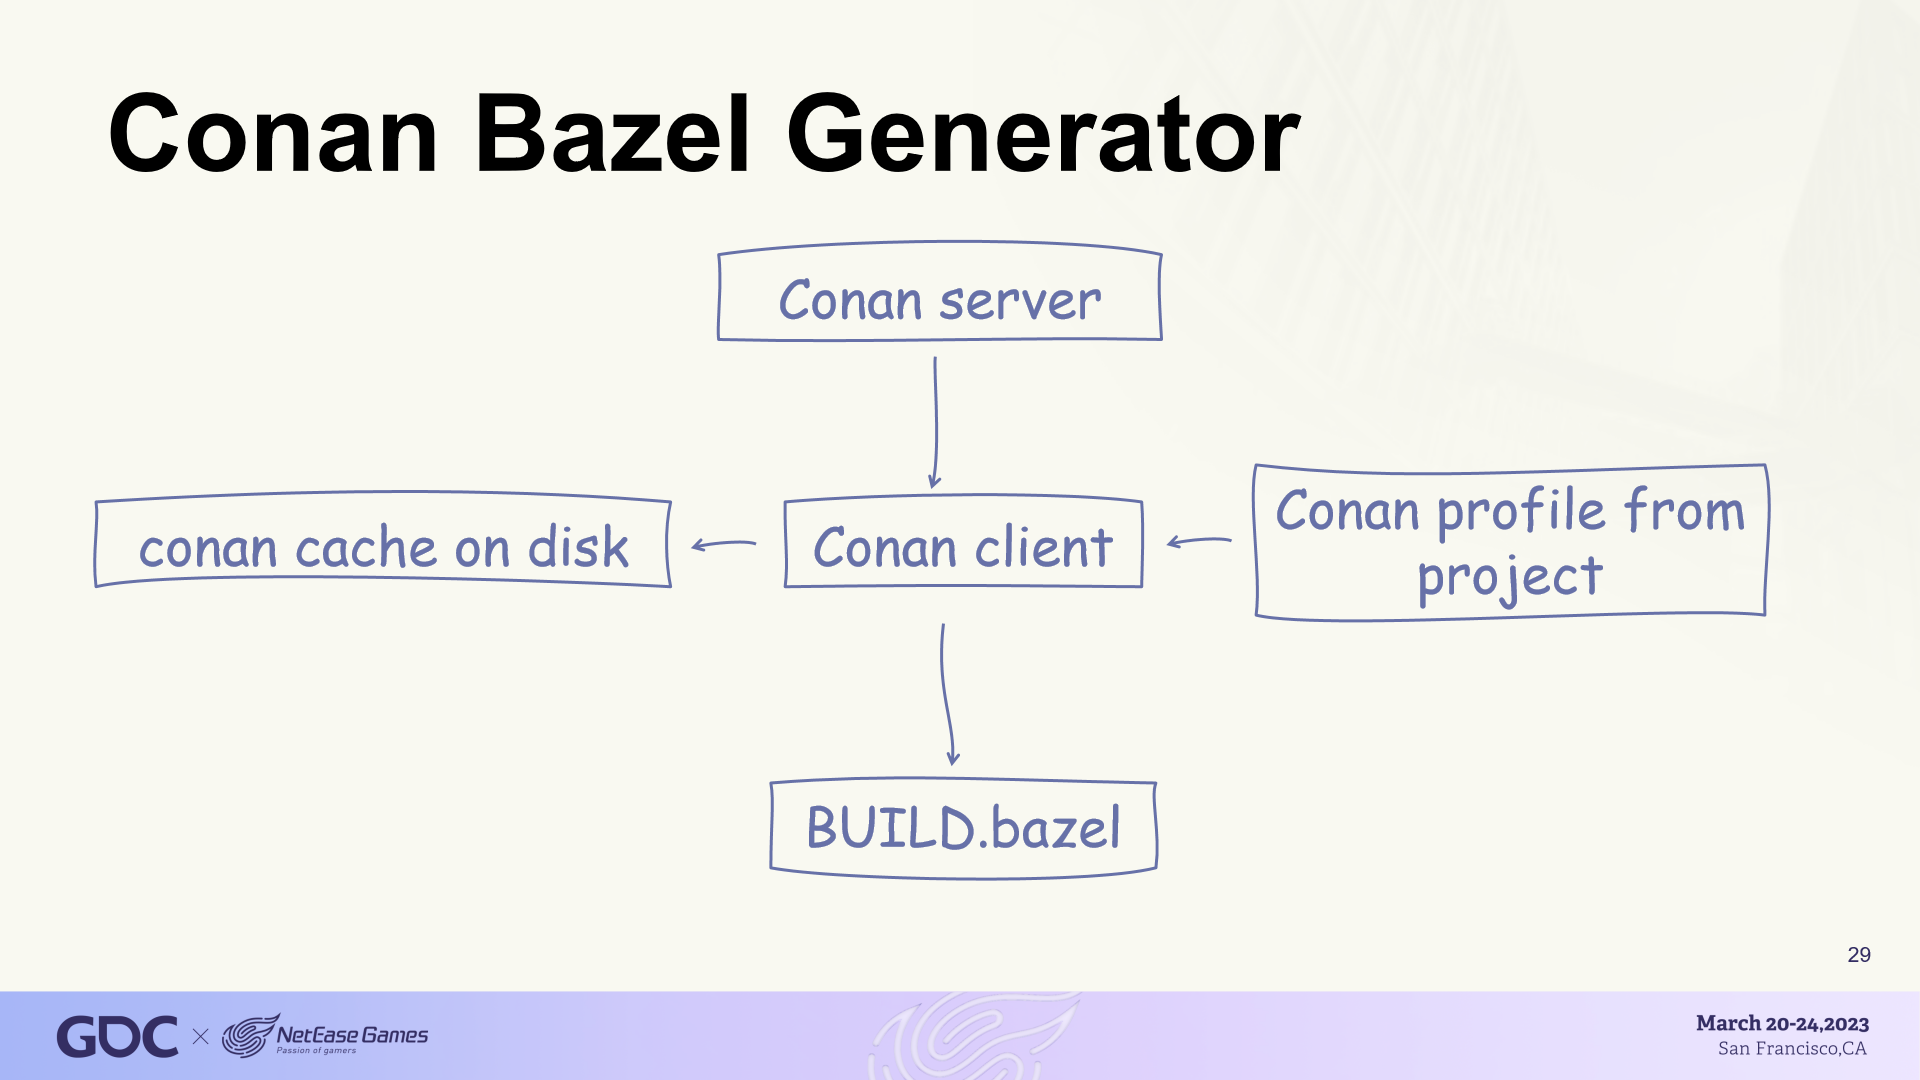 Conan Bazel Generator
Conan server
conan cache on disk
Conan client
Conan profile from
project
BUILD.bazel
29
GDC × NetEase Games
Passion of gamers
March 20-24,2023
San Francisco,CA